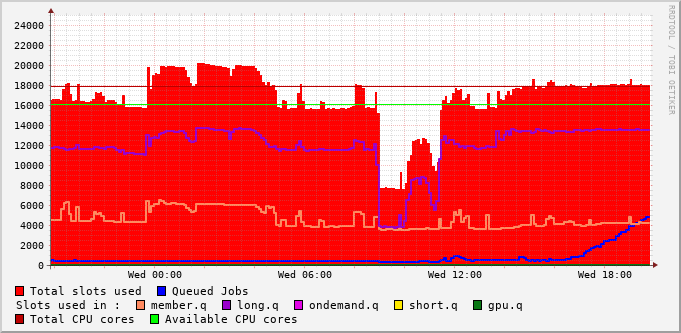 RRDTOOL / TOBI OETIKER
24000
22000
20000
18000
16000
14000
12000
10000
8000
6000
4000
2000
0
Wed 00:00 Wed 06:00 Wed 12:00 Wed 18:00
Total slots used Queued Jobs
Slots used in : member.q long.q ondemand.q short.q gpu.q
Total CPU cores Available CPU cores